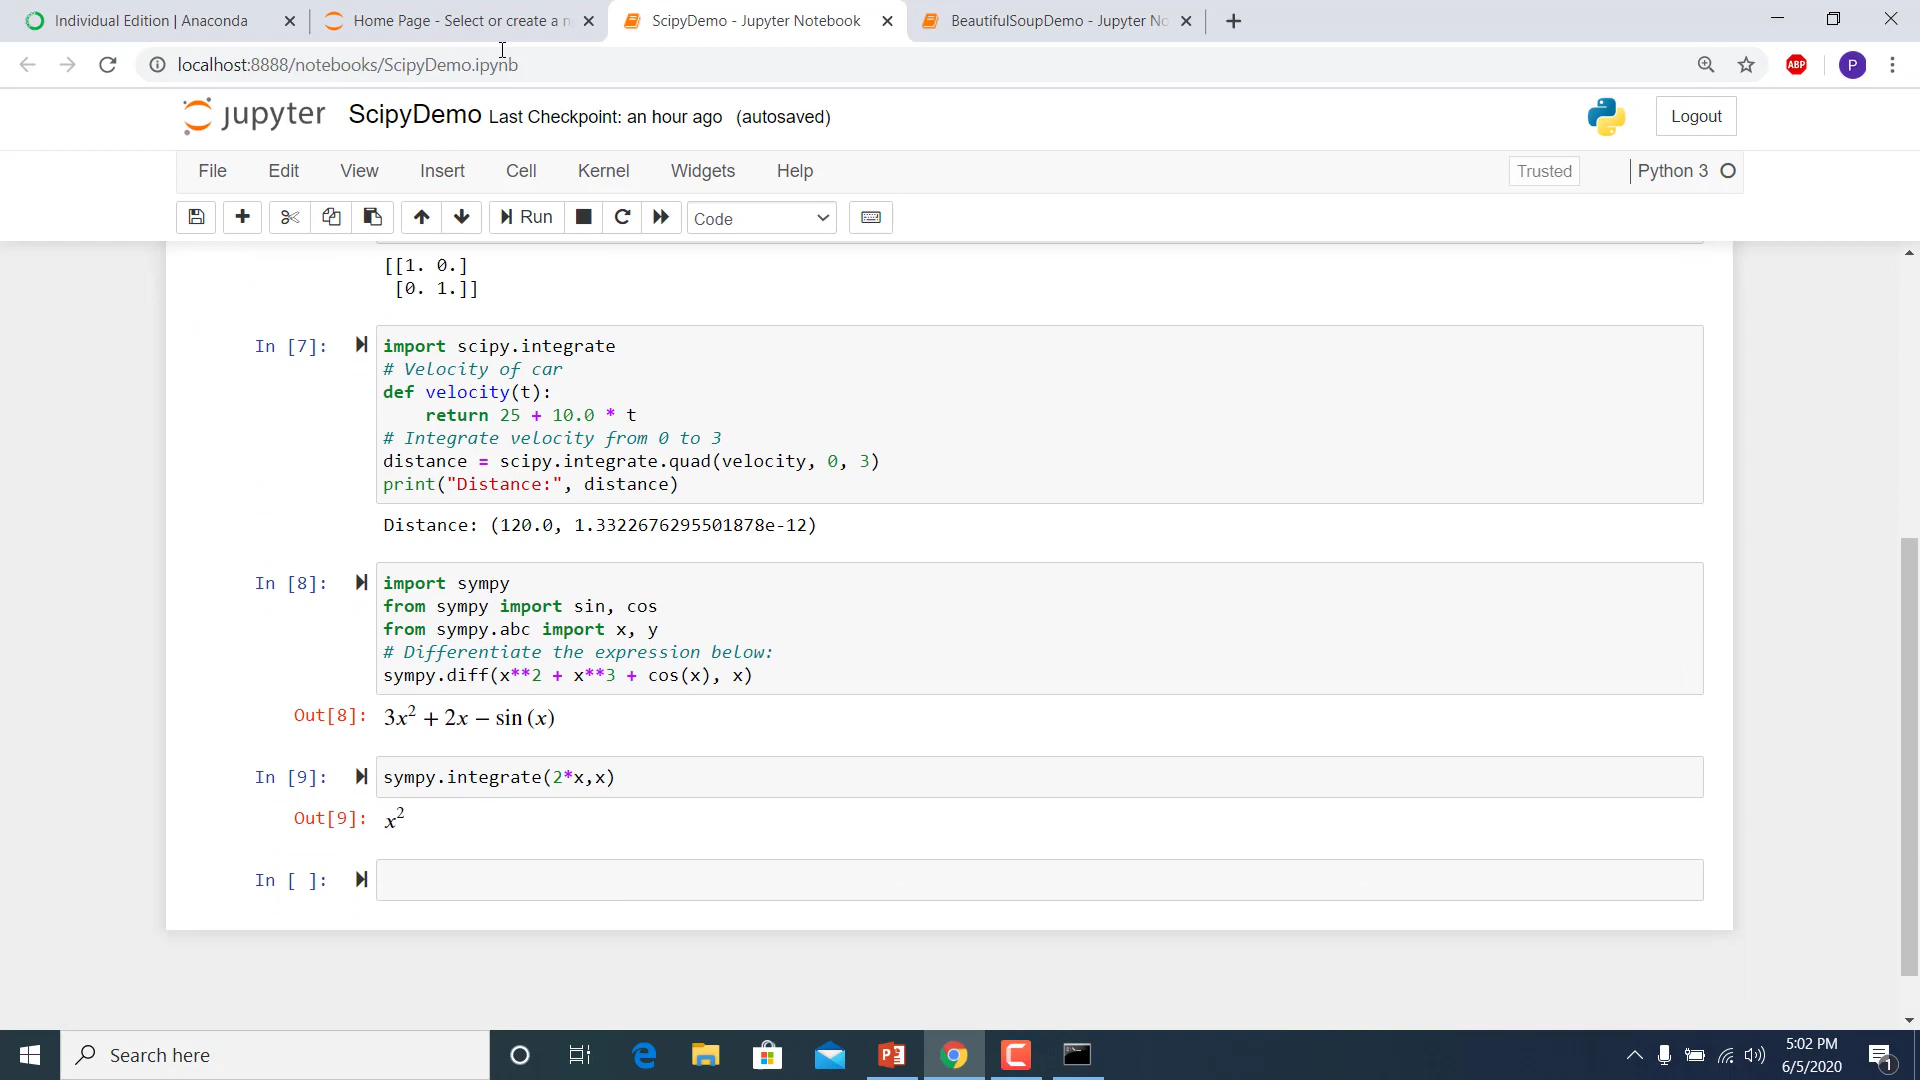 Individual Edition | Anaconda
Home Page - Select or create a n
ScipyDemo - Jupyter Notebook
BeautifulSoupDemo - Jupyter No
localhost:8888/notebooks/ScipyDemo.ipynb
ABP
P
jupyter ScipyDemo Last Checkpoint: an hour ago (autosaved)
Logout
File Edit View Insert Cell Kernel Widgets Help
Trusted
Python 3
Run
Code
[[1. 0.]
[0. 1.]]
In [7]:
import scipy.integrate
# Velocity of car
def velocity(t):
return 25 + 10.0 * t
# Integrate velocity from 0 to 3
distance = scipy.integrate.quad(velocity, 0, 3)
print("Distance:", distance)
Distance: (120.0, 1.3322676295501878e-12)
In [8]:
import sympy
from sympy import sin, cos
from sympy.abc import x, y
# Differentiate the expression below:
sympy.diff(x**2 + x**3 + cos(x), x)
Out[8]: 3x² + 2x − sin (x)
In [9]: sympy.integrate(2*x,x)
Out[9]: x²
In [ ]:
Search here
5:02 PM
6/5/2020
1